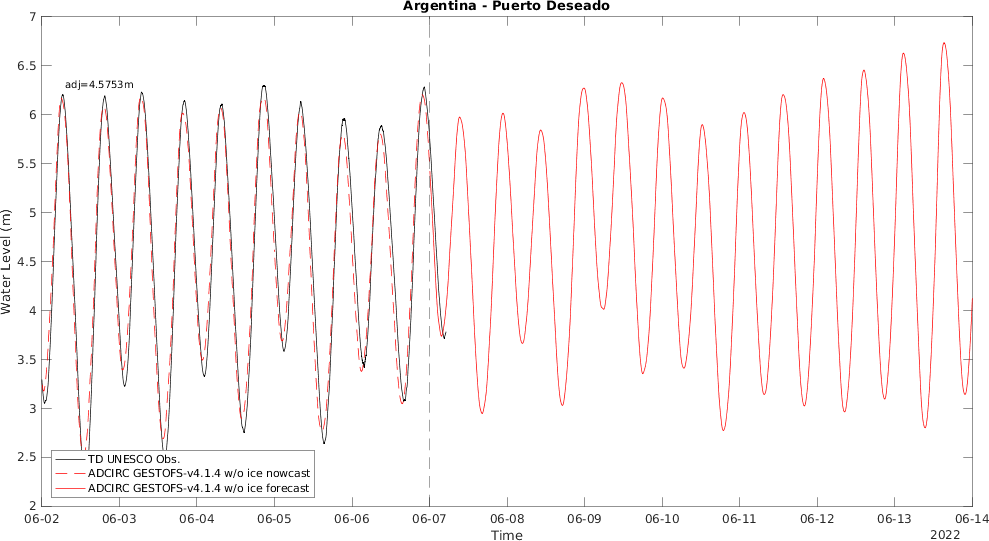 Argentina - Puerto Deseado
7
6.5
adj=4.5753m
6
5.5
5
4.5
4
3.5
3
2.5
2
Water Level (m)
TD UNESCO Obs.
ADCIRC GESTOFS-v4.1.4 w/o ice nowcast
ADCIRC GESTOFS-v4.1.4 w/o ice forecast
06-02 06-03 06-04 06-05 06-06 06-07 06-08 06-09 06-10 06-11 06-12 06-13 06-14
Time
2022